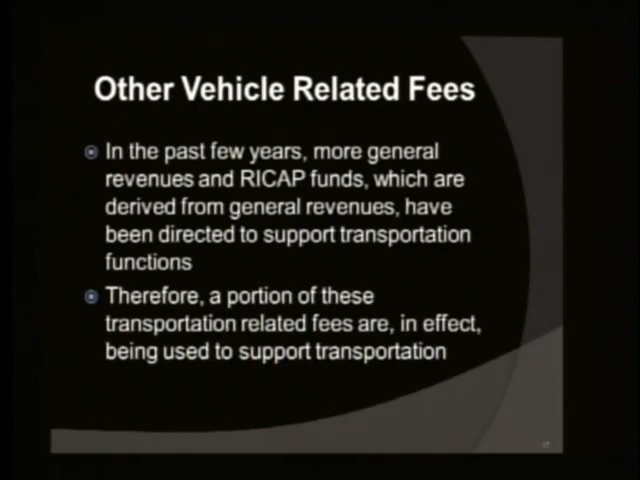 Other Vehicle Related Fees
In the past few years, more general
revenues and RICAP funds, which are
derived from general revenues, have
been directed to support transportation
functions
Therefore, a portion of these
transportation related fees are, in effect,
being used to support transportation